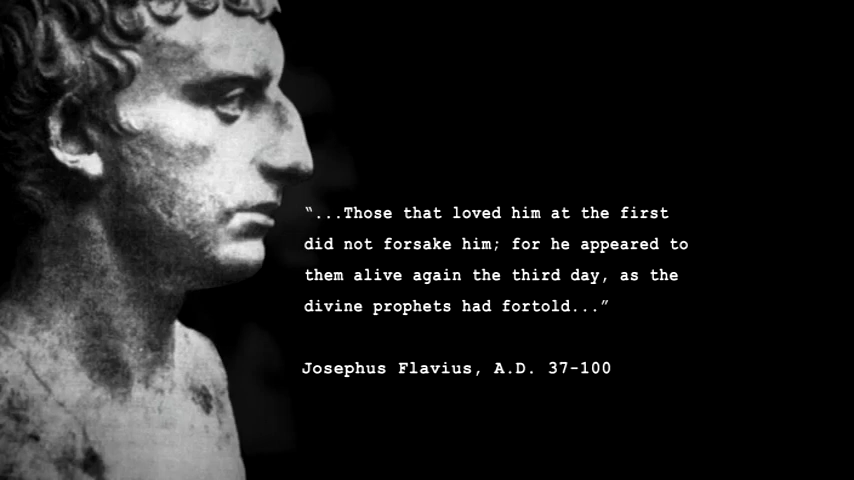 “...Those that loved him at the first
did not forsake him; for he appeared to
them alive again the third day, as the
divine prophets had fortold...”
Josephus Flavius, A.D. 37-100